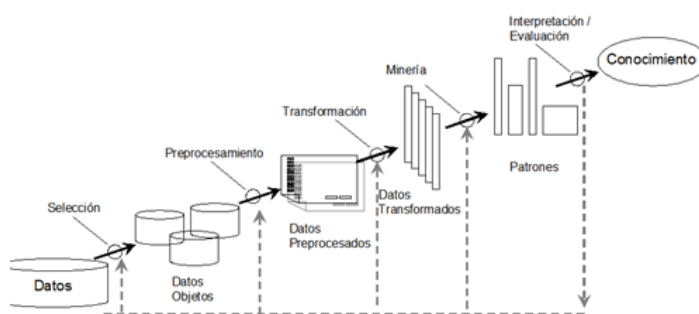 Interpretación /
Evaluación
Conocimiento
Minería
Transformación
Patrones
Preprocesamiento
Datos
Transformados
Selección
Datos
Preprocesados
Datos
Objetos
Datos